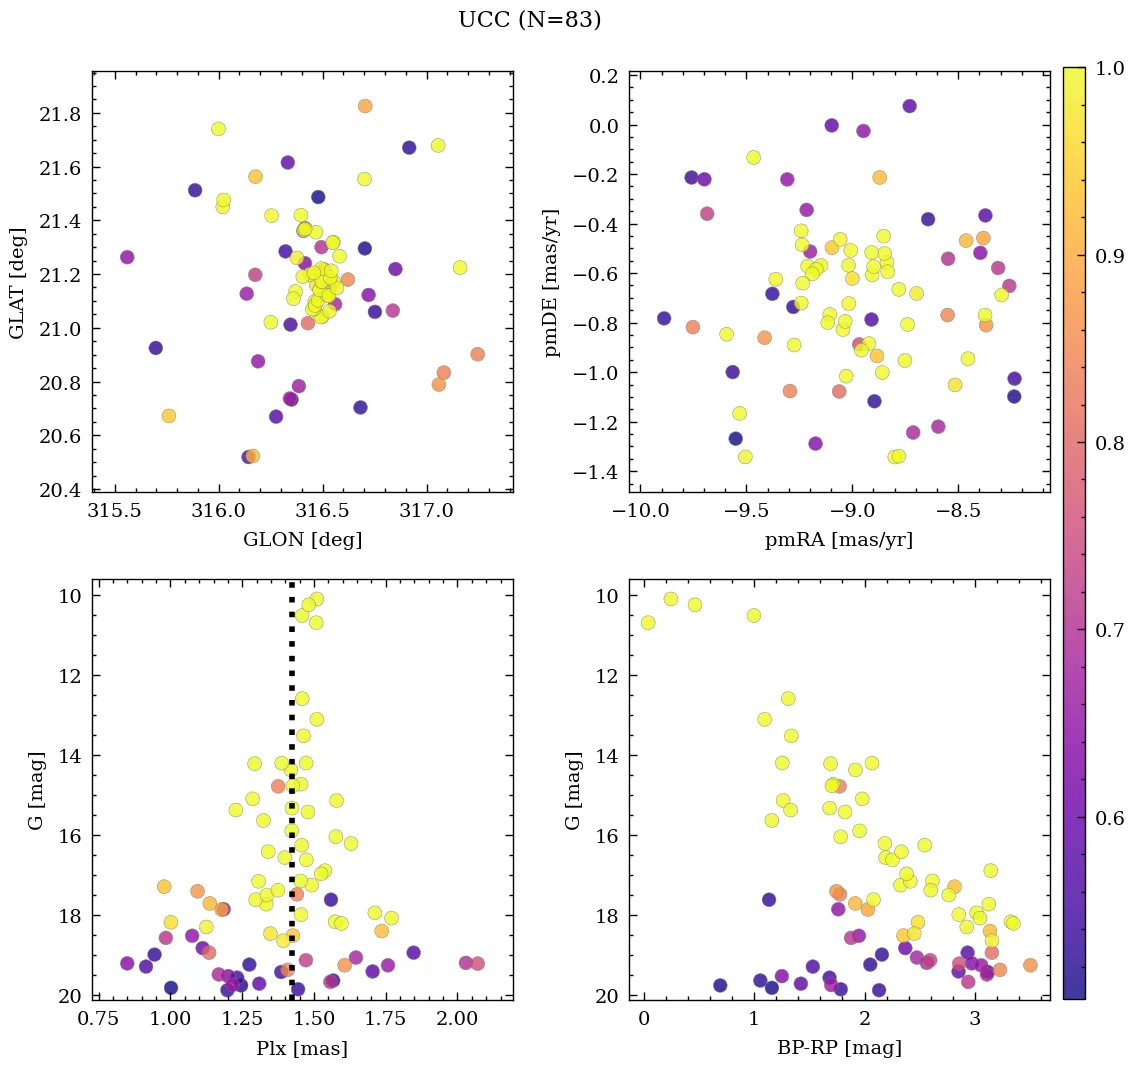 UCC (N=83)
21.8
21.6
21.4
21.2
21.0
20.8
20.6
20.4
GLAT [deg]
315.5 316.0 316.5 317.0
GLON [deg]
0.2
0.0
−0.2
−0.4
−0.6
−0.8
−1.0
−1.2
−1.4
pmDE [mas/yr]
−10.0 −9.5 −9.0 −8.5
pmRA [mas/yr]
10
12
14
16
18
20
G [mag]
0.75 1.00 1.25 1.50 1.75 2.00
Plx [mas]
10
12
14
16
18
20
G [mag]
0 1 2 3
BP-RP [mag]
1.0
0.9
0.8
0.7
0.6